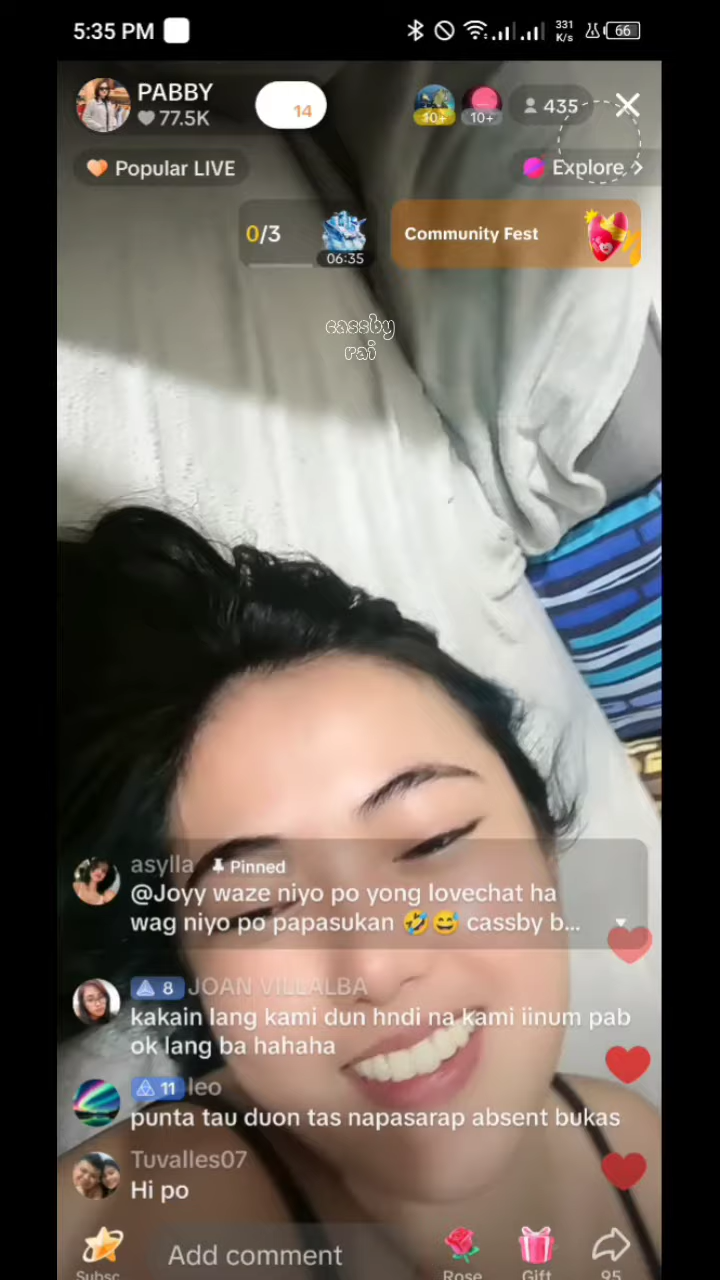 5:35 PM
331
K/s
66
PABBY
77.5K
14
10+
10+
435
Popular LIVE
Explore
0/3
06:35
Community Fest
cassby
rai
asylla Pinned
@Joyy waze niyo po yong lovechat ha
wag niyo po papasukan 🤣😅 cassby b...
8 JOAN VILLALBA
kakain lang kami dun hndi na kami iinum pab
ok lang ba hahaha
11 leo
punta tau duon tas napasarap absent bukas
Tuvalles07
Hi po
Add comment
Subsc
Rose
Gift
95